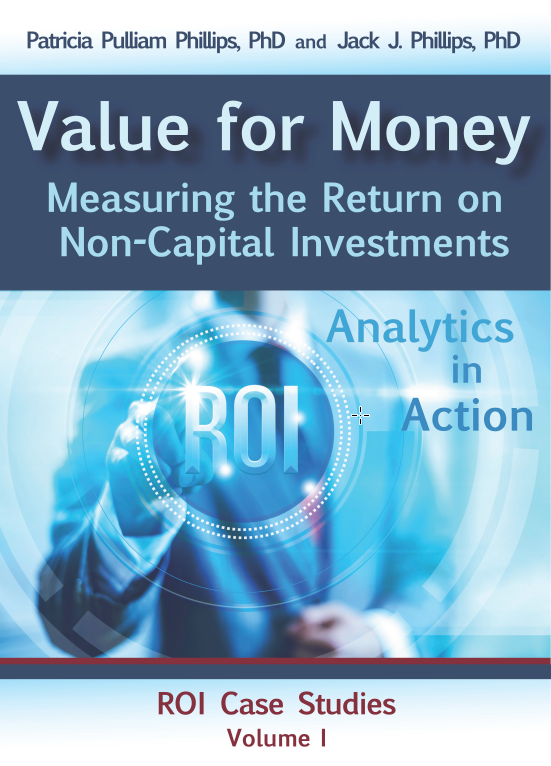 Patricia Pulliam Phillips, PhD and Jack J. Phillips, PhD
Value for Money
Measuring the Return on
Non-Capital Investments
Analytics
in
Action
ROI
ROI Case Studies
Volume I